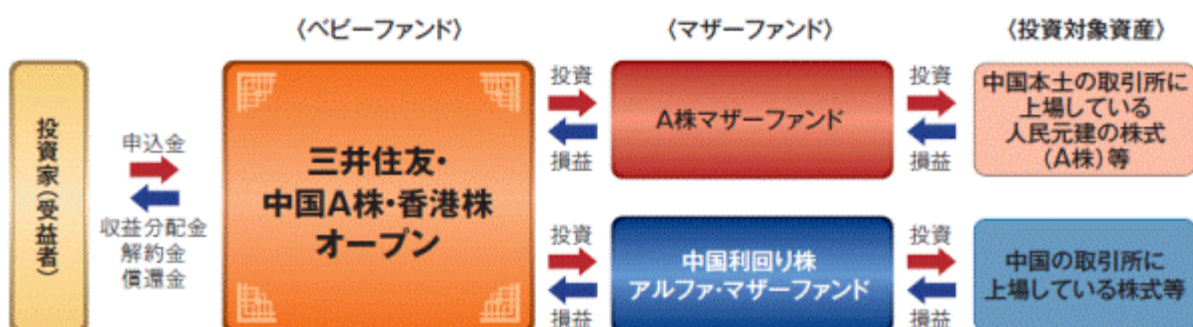 〈ベビーファンド〉
〈マザーファンド〉
〈投資対象資産〉
投資家(受益者)
申込金
収益分配金
解約金
償還金
三井住友・
中国A株・香港株
オープン
投資
損益
A株マザーファンド
投資
損益
中国本土の取引所に
上場している
人民元建の株式
(A株)等
投資
損益
中国利回り株
アルファ・マザーファンド
投資
損益
中国の取引所に
上場している株式等